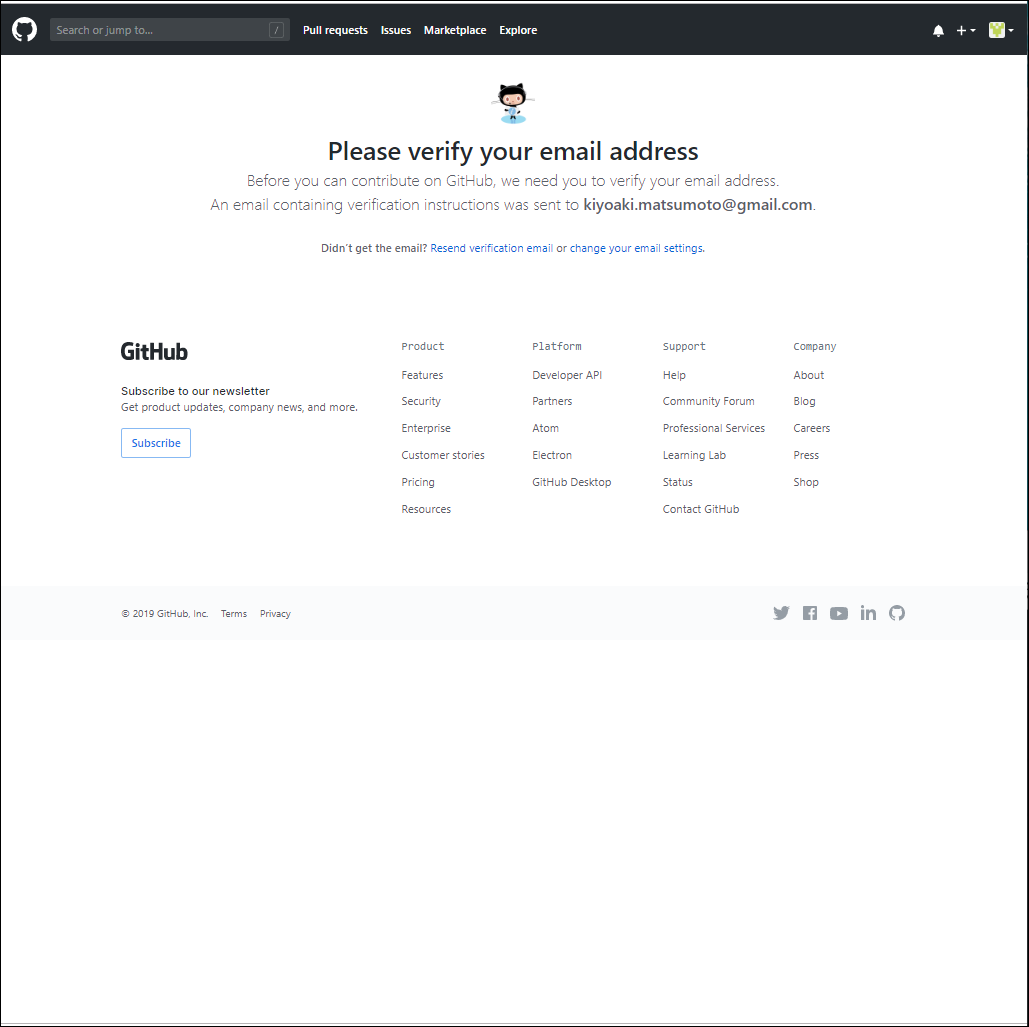 Search or jump to... /
Pull requests Issues Marketplace Explore
Please verify your email address
Before you can contribute on GitHub, we need you to verify your email address.
An email containing verification instructions was sent to kiyoaki.matsumoto@gmail.com.
Didn't get the email? Resend verification email or change your email settings.
GitHub
Subscribe to our newsletter
Get product updates, company news, and more.
Subscribe
Product
Features
Security
Enterprise
Customer stories
Pricing
Resources
Platform
Developer API
Partners
Atom
Electron
GitHub Desktop
Support
Help
Community Forum
Professional Services
Learning Lab
Status
Contact GitHub
Company
About
Blog
Careers
Press
Shop
© 2019 GitHub, Inc. Terms Privacy